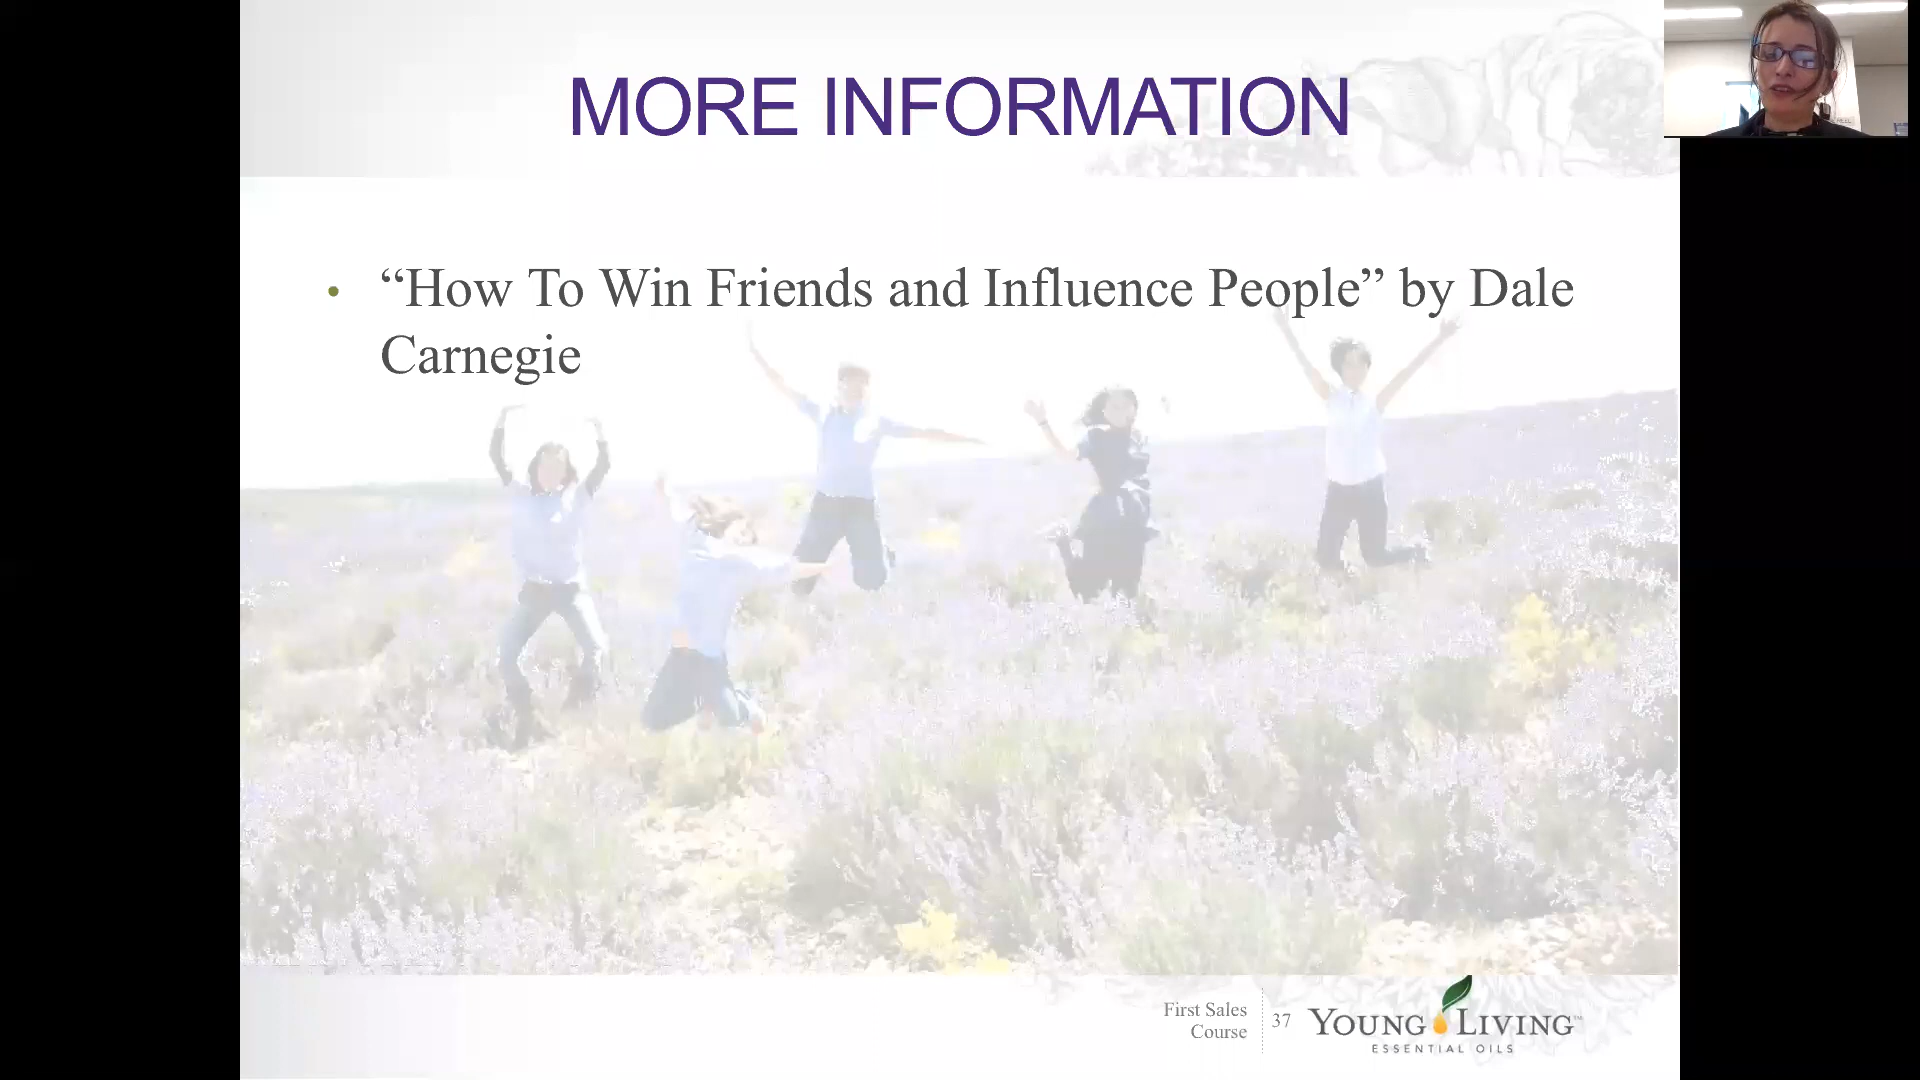 MORE INFORMATION
• “How To Win Friends and Influence People” by Dale
Carnegie
First Sales
Course
37
YOUNG LIVING™
ESSENTIAL OILS